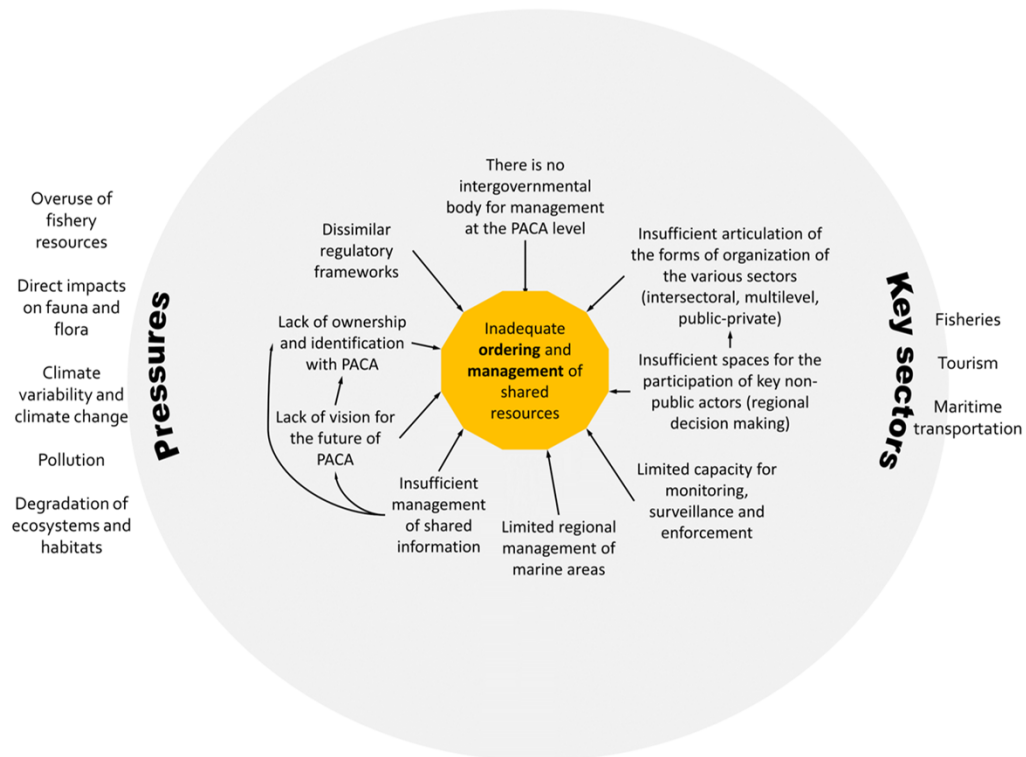 Overuse of
fishery
resources
Direct impacts
on fauna and
flora
Climate
variability and
climate change
Pollution
Degradation of
ecosystems and
habitats
Pressures
There is no
intergovernmental
body for management
at the PACA level
Dissimilar
regulatory
frameworks
Lack of ownership
and identification
with PACA
Lack of vision for
the future of
PACA
Insufficient
management
of shared
information
Limited regional
management of
marine areas
Inadequate
ordering and
management of
shared
resources
Insufficient articulation of
the forms of organization of
the various sectors
(intersectoral, multilevel,
public-private)
Insufficient spaces for the
participation of key non-
public actors (regional
decision making)
Limited capacity for
monitoring,
surveillance and
enforcement
Key sectors
Fisheries
Tourism
Maritime
transportation